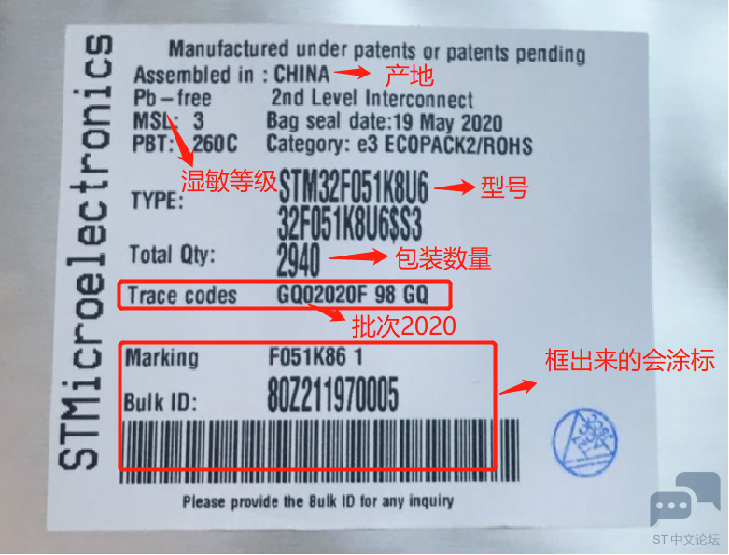 STMicroelectronics
Manufactured under patents or patents pending
Assembled in : CHINA 产地
Pb-free 2nd Level Interconnect
MSL: 3 Bag seal date:19 May 2020
PBT: 260C Category: e3 ECOPACK2/ROHS
湿敏等级
TYPE: STM32F051K8U6 型号
32F051K8U6$S3
Total Qty: 2940 包装数量
Trace codes GQ02020F 98 GQ
批次2020
Marking F051K86 1
框出来的会涂标
Bulk ID: 80Z211970005
Please provide the Bulk ID for any inquiry
ST中文论坛